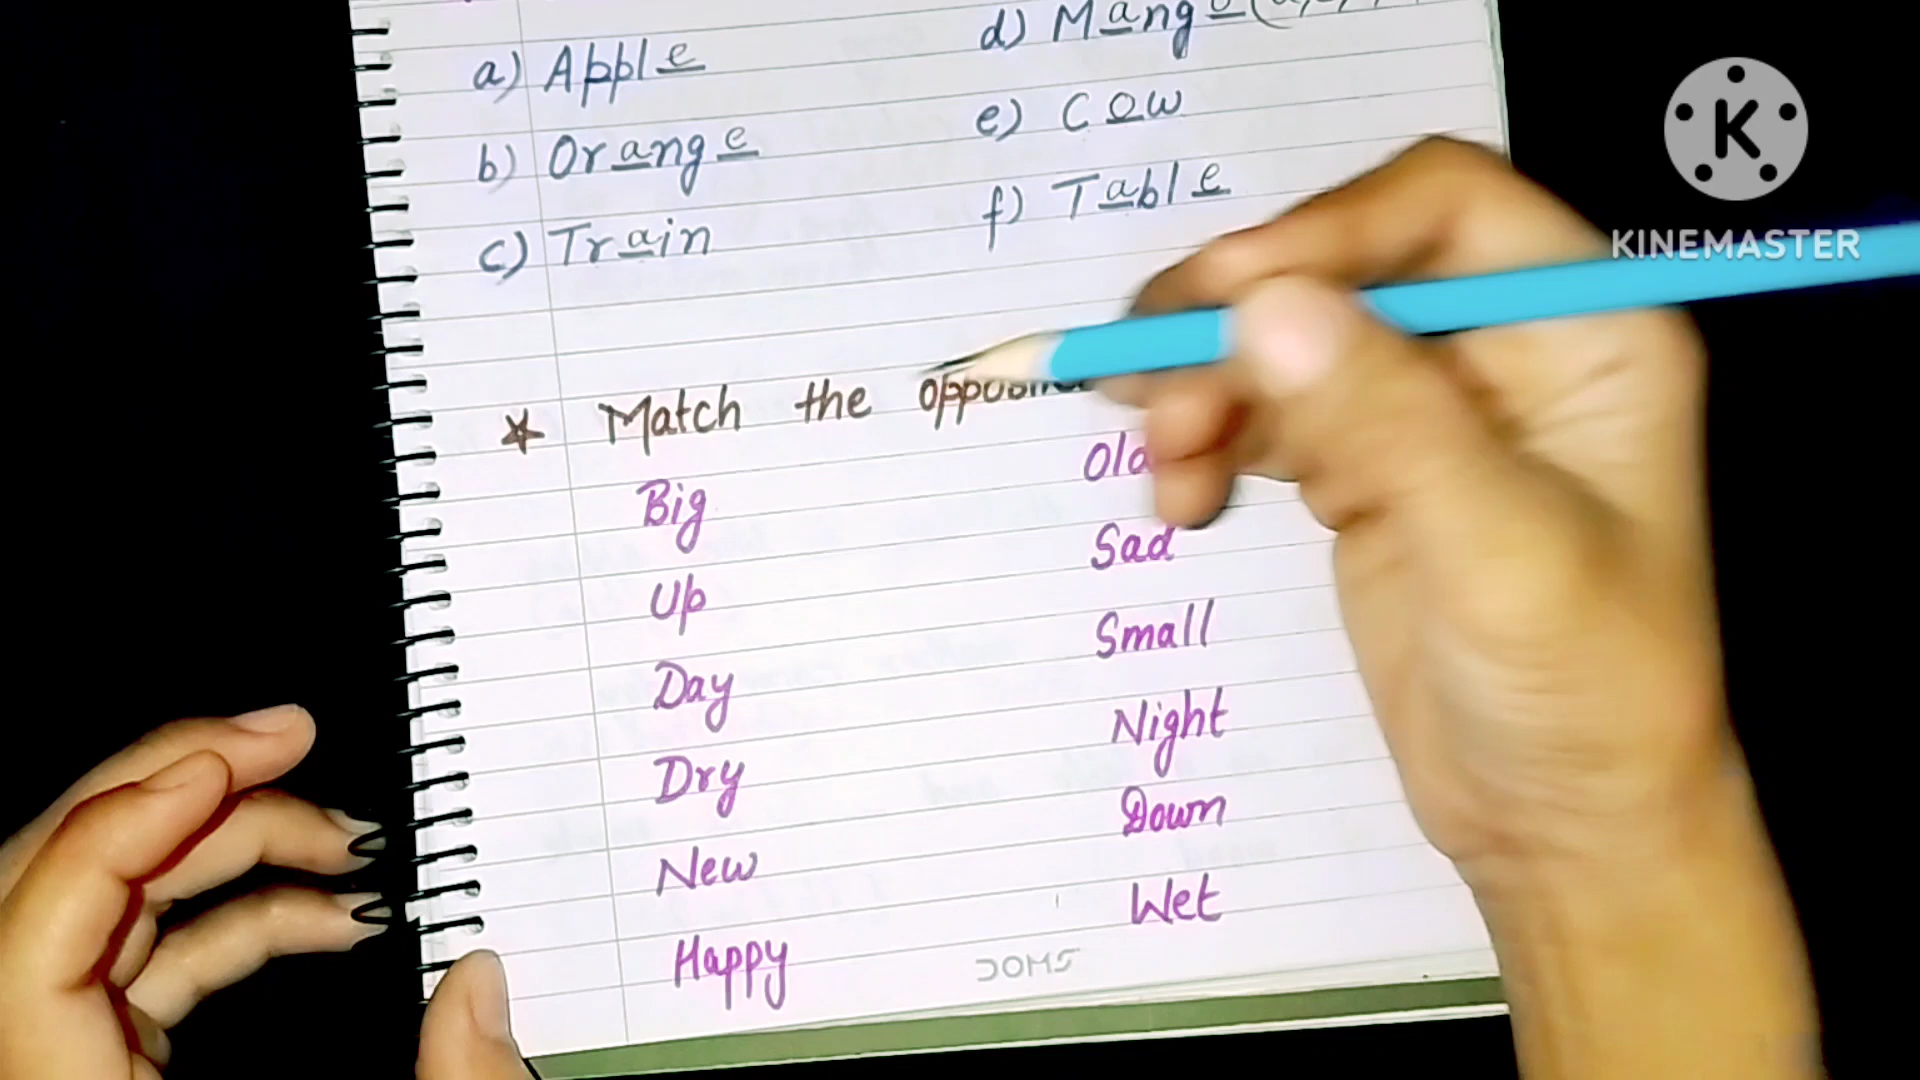 a) Apple
b) Orange
c) Train
d) Mango
e) Cow
f) Table
* Match the
Big
Up
Day
Dry
New
Happy
Old
Sad
Small
Night
Down
Wet
DOMS
K
KINEMASTER